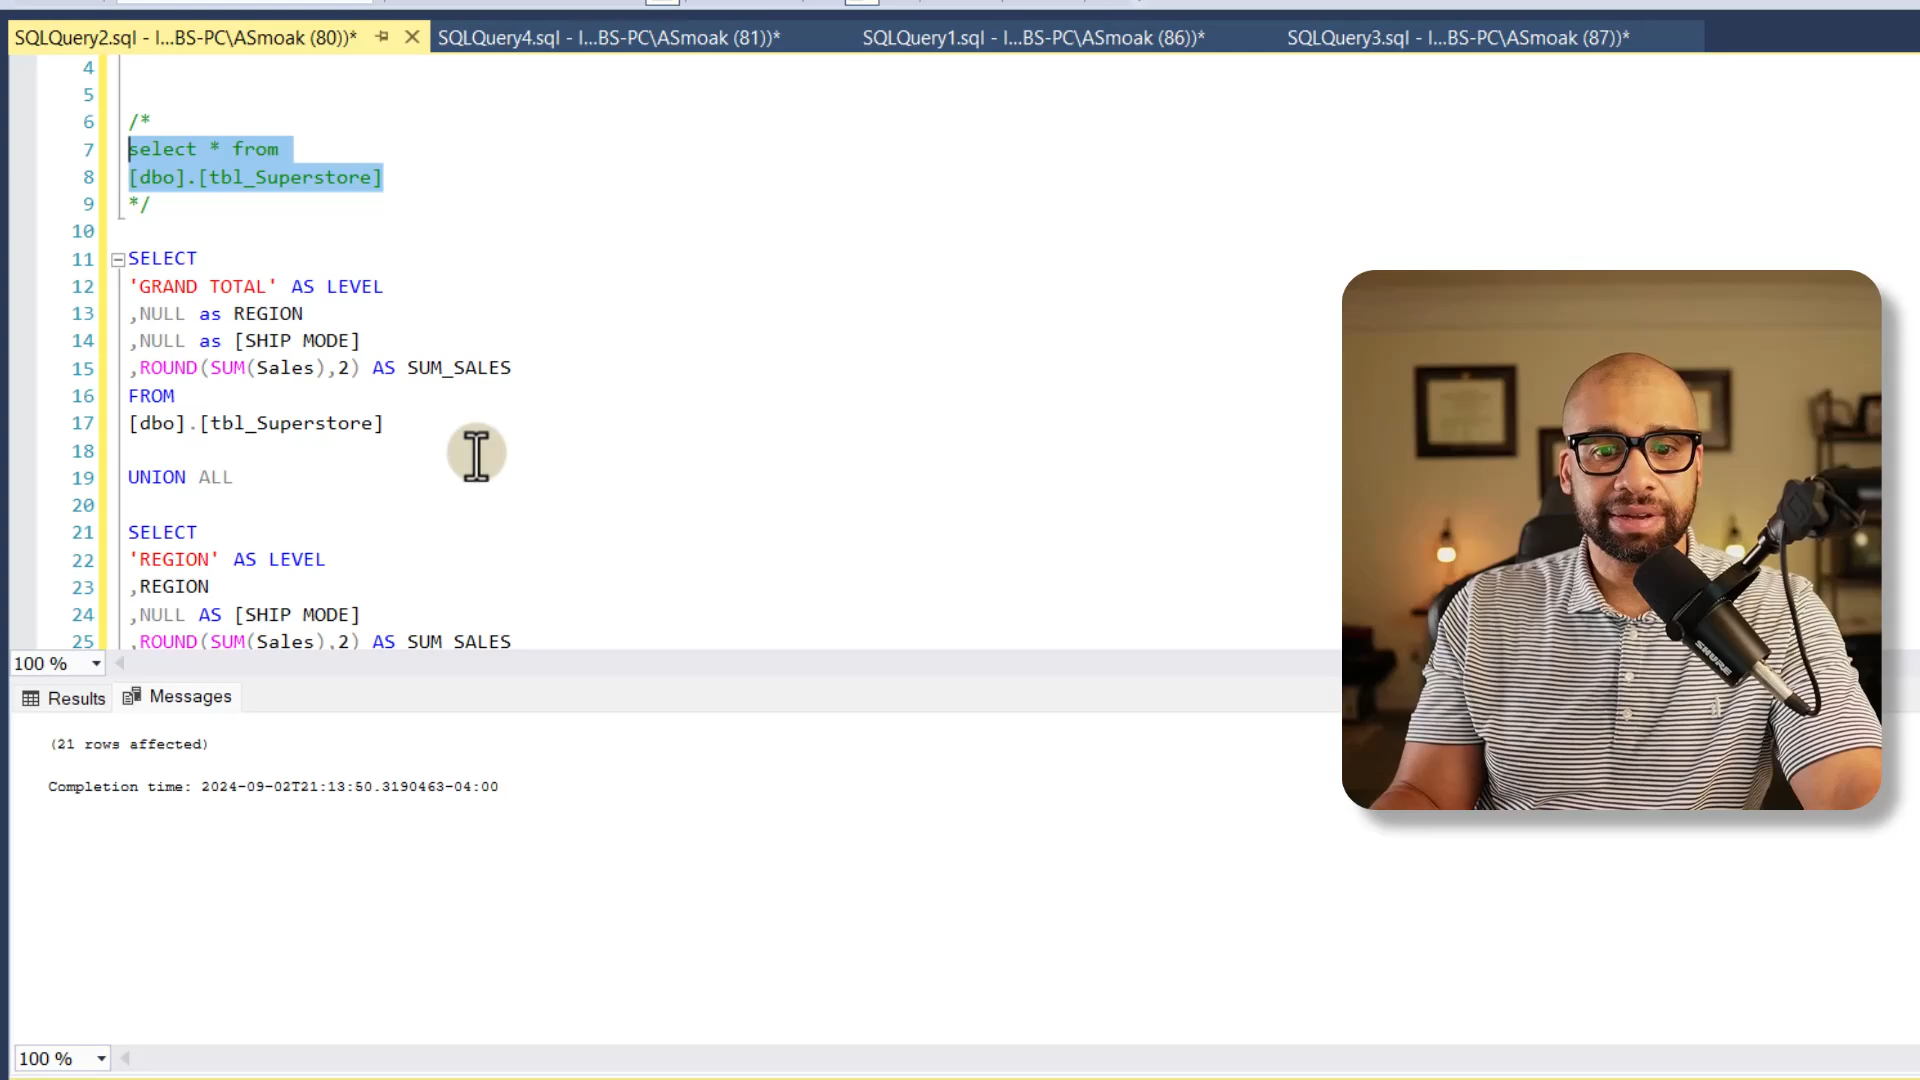 SQLQuery2.sql - I...BS-PC\ASmoak (80))* SQLQuery4.sql - I...BS-PC\ASmoak (81))* SQLQuery1.sql - I...BS-PC\ASmoak (86))* SQLQuery3.sql - I...BS-PC\ASmoak (87))*
4
5
6 /*
7 select * from
8 [dbo].[tbl_Superstore]
9 */
10
11 SELECT
12 'GRAND TOTAL' AS LEVEL
13 ,NULL as REGION
14 ,NULL as [SHIP MODE]
15 ,ROUND(SUM(Sales),2) AS SUM_SALES
16 FROM
17 [dbo].[tbl_Superstore]
18
19 UNION ALL
20
21 SELECT
22 'REGION' AS LEVEL
23 ,REGION
24 ,NULL AS [SHIP MODE]
25 ,ROUND(SUM(Sales),2) AS SUM_SALES
100 %
Results Messages
(21 rows affected)
Completion time: 2024-09-02T21:13:50.3190463-04:00
SHURE
100 %